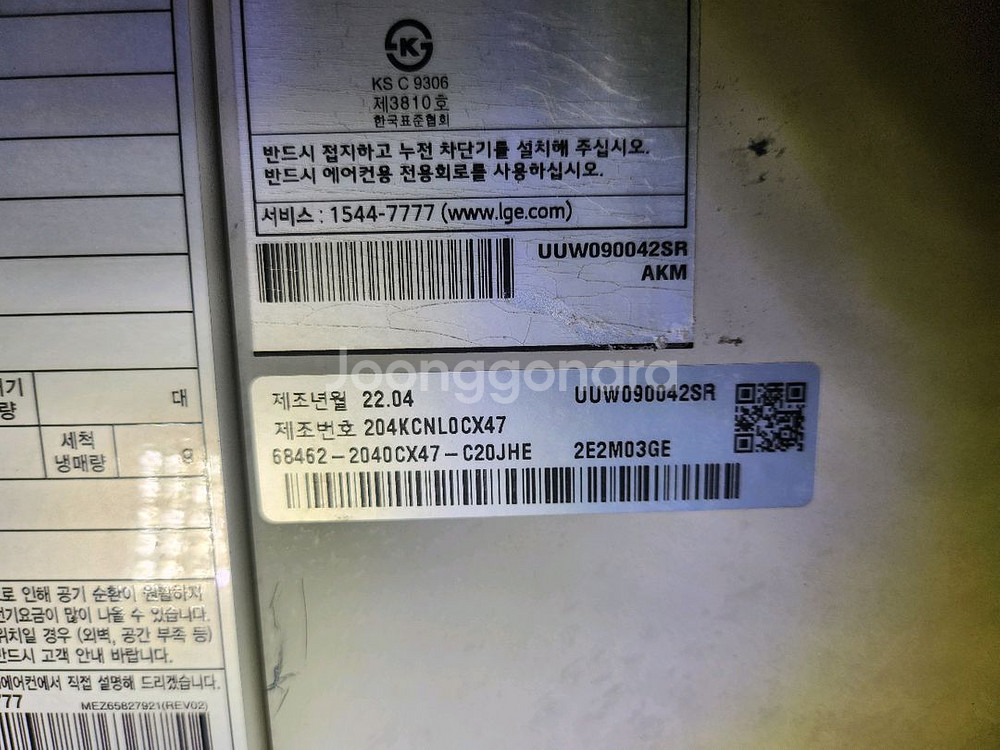 K
KS C 9306
제3810호
한국표준협회
반드시 접지하고 누전 차단기를 설치해 주십시오.
반드시 에어컨용 전용회로를 사용하십시오.
서비스 : 1544-7777 (www.lge.com)
UUW090042SR
AKM
Joonggonara
제조년월 22.04 UUW090042SR
제조번호 204KCNL0CX47
68462-2040CX47-C20JHE 2E2M03GE
대
세척
냉매량 g
로 인해 공기 순환이 원활하지
전기요금이 많이 나올 수 있습니다.
위치일 경우 (외벽, 공간 부족 등)
반드시 고객 안내 바랍니다.
에어컨에서 직접 설명해 드리겠습니다.
777
MEZ65827921(REV02)